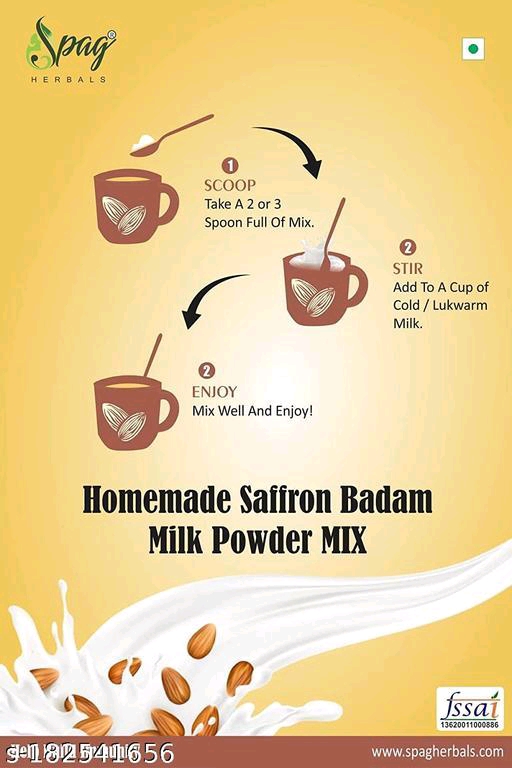 Spag®
HERBALS
1
SCOOP
Take A 2 or 3
Spoon Full Of Mix.
2
STIR
Add To A Cup of
Cold / Lukwarm
Milk.
2
ENJOY
Mix Well And Enjoy!
Homemade Saffron Badam
Milk Powder MIX
fssai
13620011000886
s-182541656
www.spagherbals.com